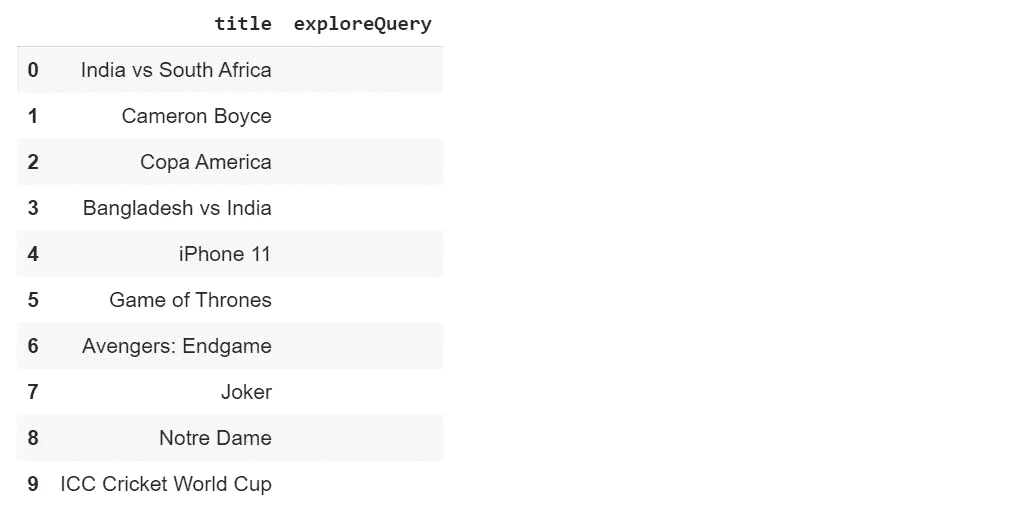 title exploreQuery
0 India vs South Africa
1 Cameron Boyce
2 Copa America
3 Bangladesh vs India
4 iPhone 11
5 Game of Thrones
6 Avengers: Endgame
7 Joker
8 Notre Dame
9 ICC Cricket World Cup